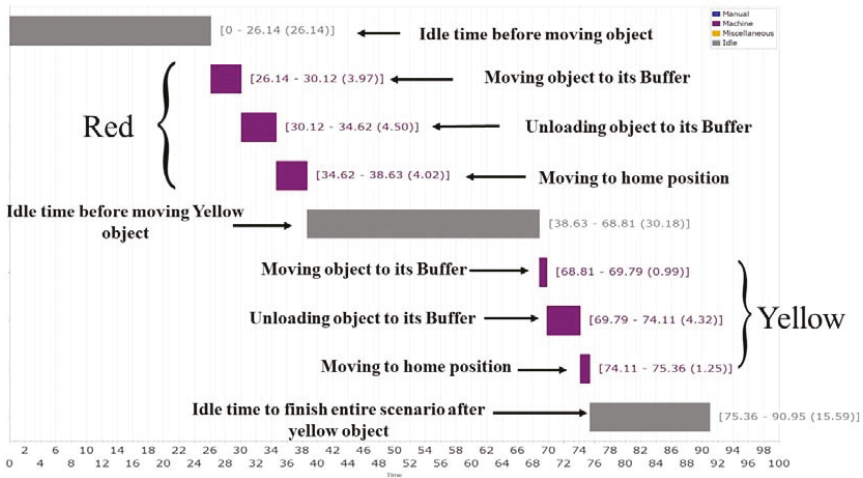 Manual
Machine
Miscellaneous
Idle
[0 - 26.14 (26.14)]
Idle time before moving object
[26.14 - 30.12 (3.97)]
Moving object to its Buffer
Red
[30.12 - 34.62 (4.50)]
Unloading object to its Buffer
[34.62 - 38.63 (4.02)]
Moving to home position
Idle time before moving Yellow
object
[38.63 - 68.81 (30.18)]
Moving object to its Buffer
[68.81 - 69.79 (0.99)]
Unloading object to its Buffer
[69.79 - 74.11 (4.32)]
Yellow
Moving to home position
[74.11 - 75.36 (1.25)]
Idle time to finish entire scenario after
yellow object
[75.36 - 90.95 (15.59)]
2 6 10 14 18 22 26 30 34 38 42 46 50 54 58 62 66 70 74 78 82 86 90 94 98
0 4 8 12 16 20 24 28 32 36 40 44 48 52 56 60 64 68 72 76 80 84 88 92 96 100
Time